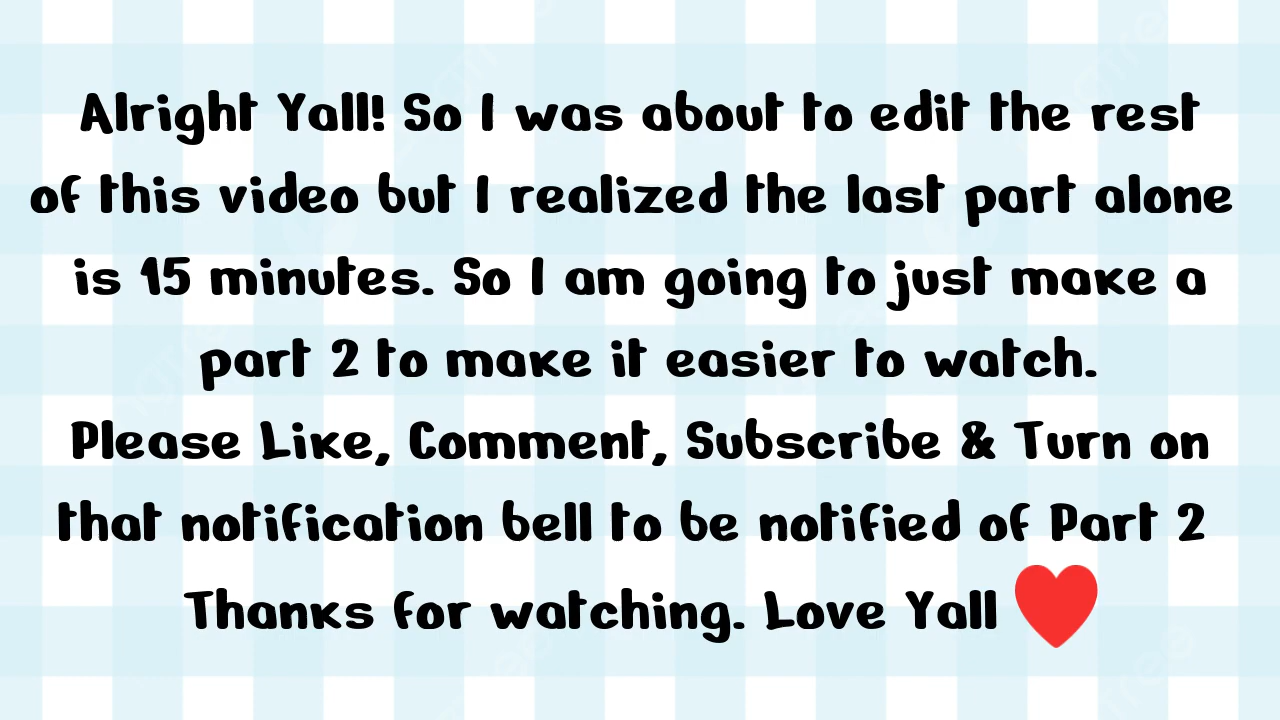 Alright Yall! So I was about to edit the rest
of this video but I realized the last part alone
is 15 minutes. So I am going to just make a
part 2 to make it easier to watch.
Please Like, Comment, Subscribe & Turn on
that notification bell to be notified of Part 2
Thanks for watching. Love Yall ❤️